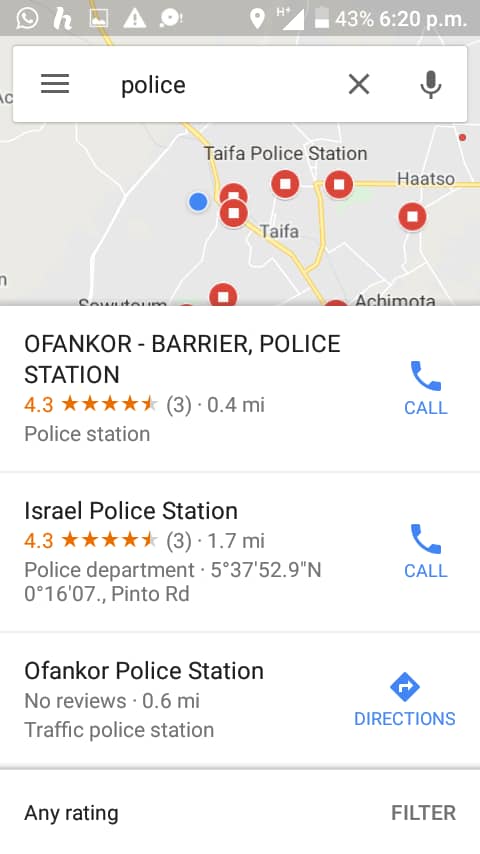 43% 6:20 p.m.
police
Taifa Police Station
Haatso
Taifa
Achimota
OFANKOR - BARRIER, POLICE
STATION
4.3 ★★★★★ (3) · 0.4 mi
CALL
Police station
Israel Police Station
4.3 ★★★★★ (3) · 1.7 mi
Police department · 5°37'52.9"N
CALL
0°16'07., Pinto Rd
Ofankor Police Station
No reviews · 0.6 mi
DIRECTIONS
Traffic police station
Any rating
FILTER